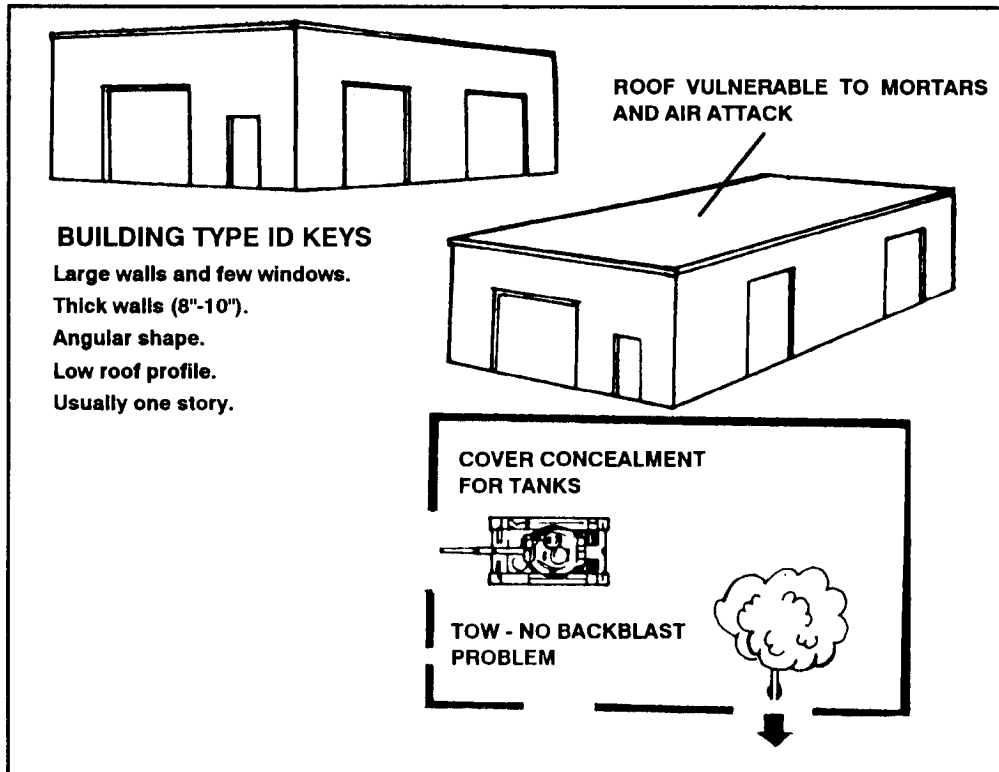 ROOF VULNERABLE TO MORTARS
AND AIR ATTACK
BUILDING TYPE ID KEYS
Large walls and few windows.
Thick walls (8"-10").
Angular shape.
Low roof profile.
Usually one story.
COVER CONCEALMENT
FOR TANKS
TOW - NO BACKBLAST
PROBLEM